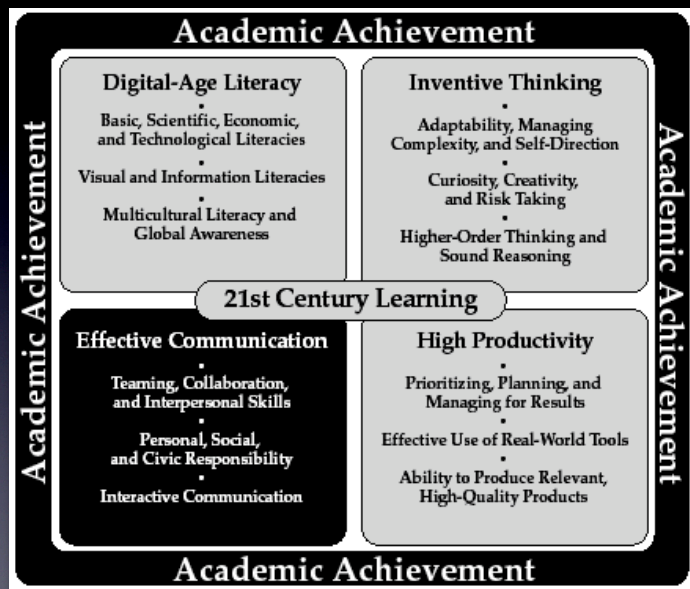 Academic Achievement
Academic Achievement
Digital-Age Literacy
•
Basic, Scientific, Economic,
and Technological Literacies
•
Visual and Information Literacies
•
Multicultural Literacy and
Global Awareness
Inventive Thinking
•
Adaptability, Managing
Complexity, and Self-Direction
•
Curiosity, Creativity,
and Risk Taking
•
Higher-Order Thinking and
Sound Reasoning
21st Century Learning
Effective Communication
•
Teaming, Collaboration,
and Interpersonal Skills
•
Personal, Social,
and Civic Responsibility
•
Interactive Communication
High Productivity
•
Prioritizing, Planning, and
Managing for Results
•
Effective Use of Real-World Tools
•
Ability to Produce Relevant,
High-Quality Products
Academic Achievement
Academic Achievement